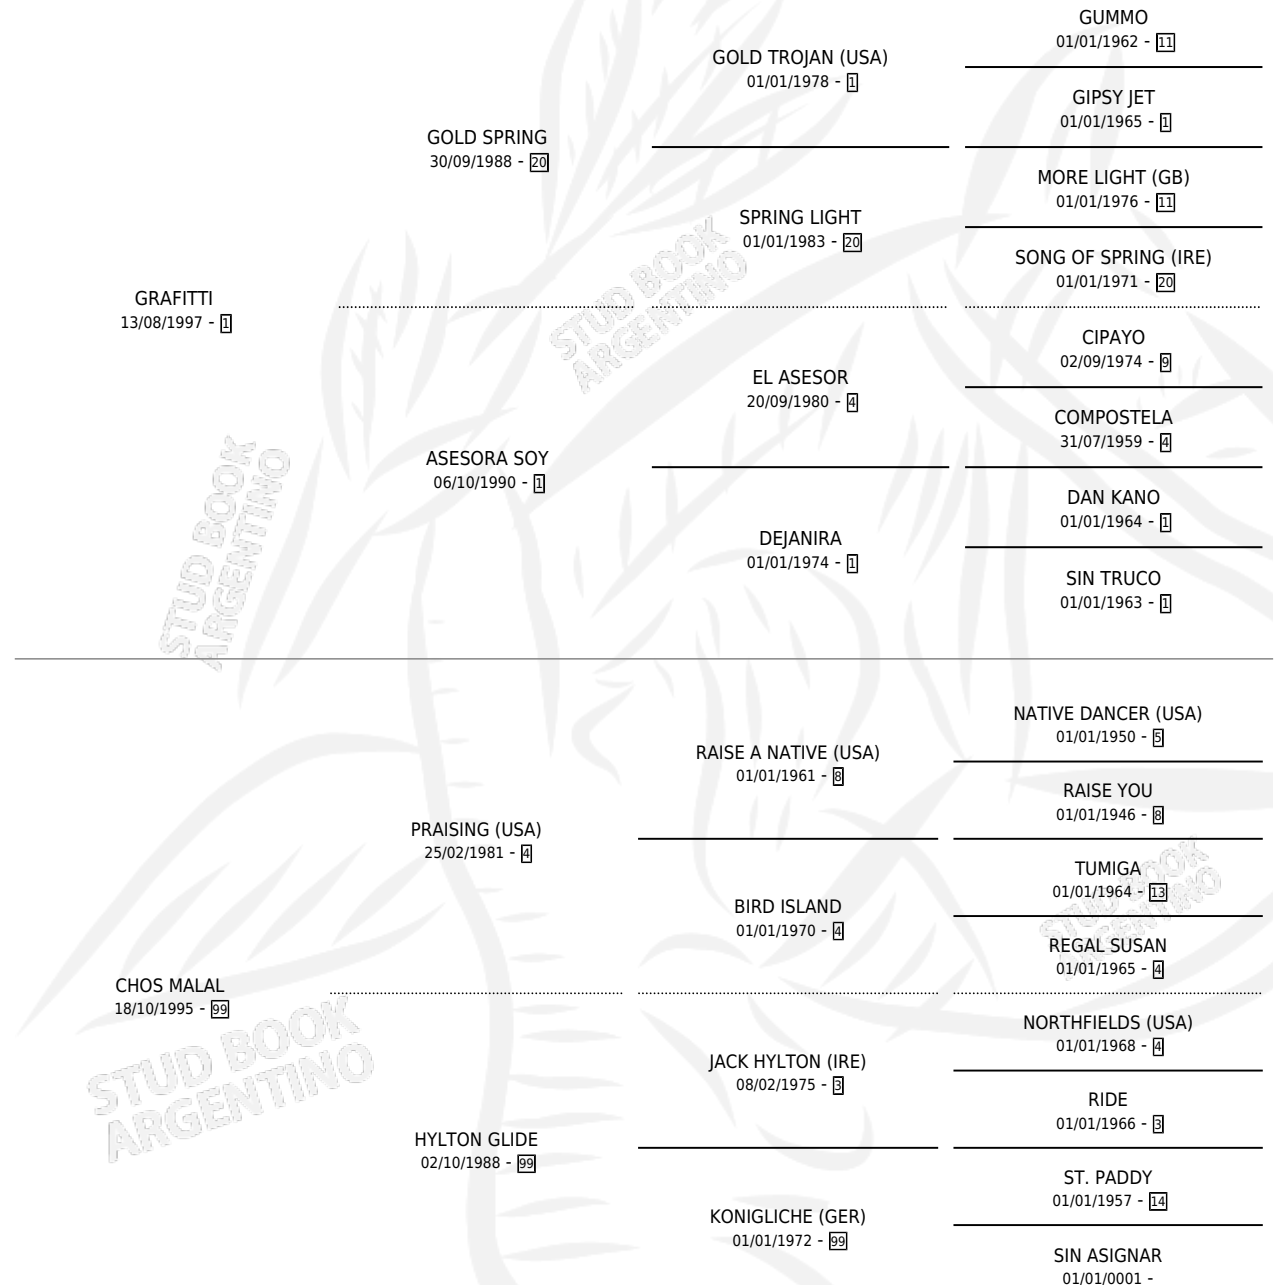 GRAFITTI
13/08/1997 - 1
GOLD SPRING
30/09/1988 - 20
GOLD TROJAN (USA)
01/01/1978 - 1
GUMMO
01/01/1962 - 11
GIPSY JET
01/01/1965 - 1
SPRING LIGHT
01/01/1983 - 20
MORE LIGHT (GB)
01/01/1976 - 11
SONG OF SPRING (IRE)
01/01/1971 - 20
ASESORA SOY
06/10/1990 - 1
EL ASESOR
20/09/1980 - 4
CIPAYO
02/09/1974 - 9
COMPOSTELA
31/07/1959 - 4
DEJANIRA
01/01/1974 - 1
DAN KANO
01/01/1964 - 1
SIN TRUCO
01/01/1963 - 1
CHOS MALAL
18/10/1995 - 99
PRAISING (USA)
25/02/1981 - 4
RAISE A NATIVE (USA)
01/01/1961 - 8
NATIVE DANCER (USA)
01/01/1950 - 5
RAISE YOU
01/01/1946 - 8
BIRD ISLAND
01/01/1970 - 4
TUMIGA
01/01/1964 - 13
REGAL SUSAN
01/01/1965 - 4
HYLTON GLIDE
02/10/1988 - 99
JACK HYLTON (IRE)
08/02/1975 - 3
NORTHFIELDS (USA)
01/01/1968 - 4
RIDE
01/01/1966 - 3
KONIGLICHE (GER)
01/01/1972 - 99
ST. PADDY
01/01/1957 - 14
SIN ASIGNAR
01/01/0001 -
STUD BOOK
ARGENTINO
STUD BOOK
ARGENTINO
STUD BOOK
ARGENTINO
STUD BOOK
ARGENTINO